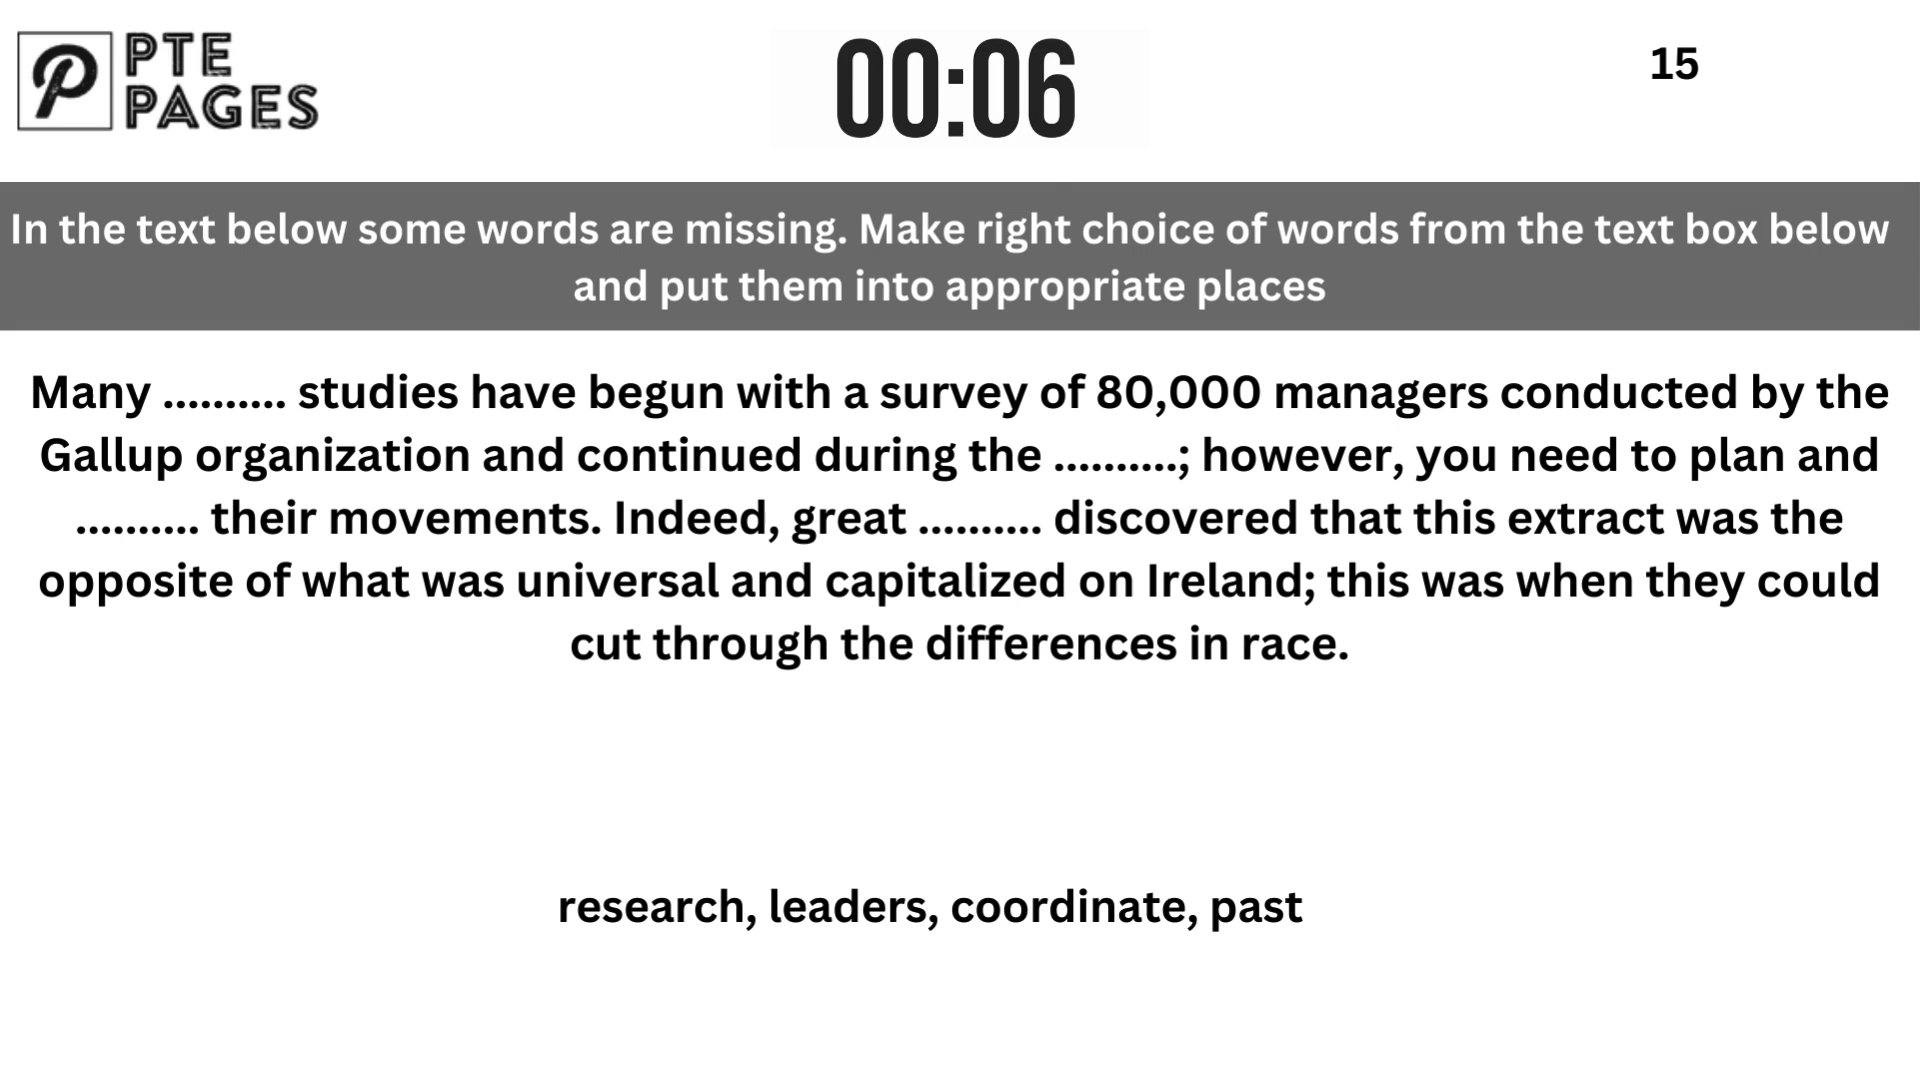 PTE
PAGES
00:06
15
In the text below some words are missing. Make right choice of words from the text box below
and put them into appropriate places
Many .......... studies have begun with a survey of 80,000 managers conducted by the
Gallup organization and continued during the ..........; however, you need to plan and
.......... their movements. Indeed, great .......... discovered that this extract was the
opposite of what was universal and capitalized on Ireland; this was when they could
cut through the differences in race.
research, leaders, coordinate, past